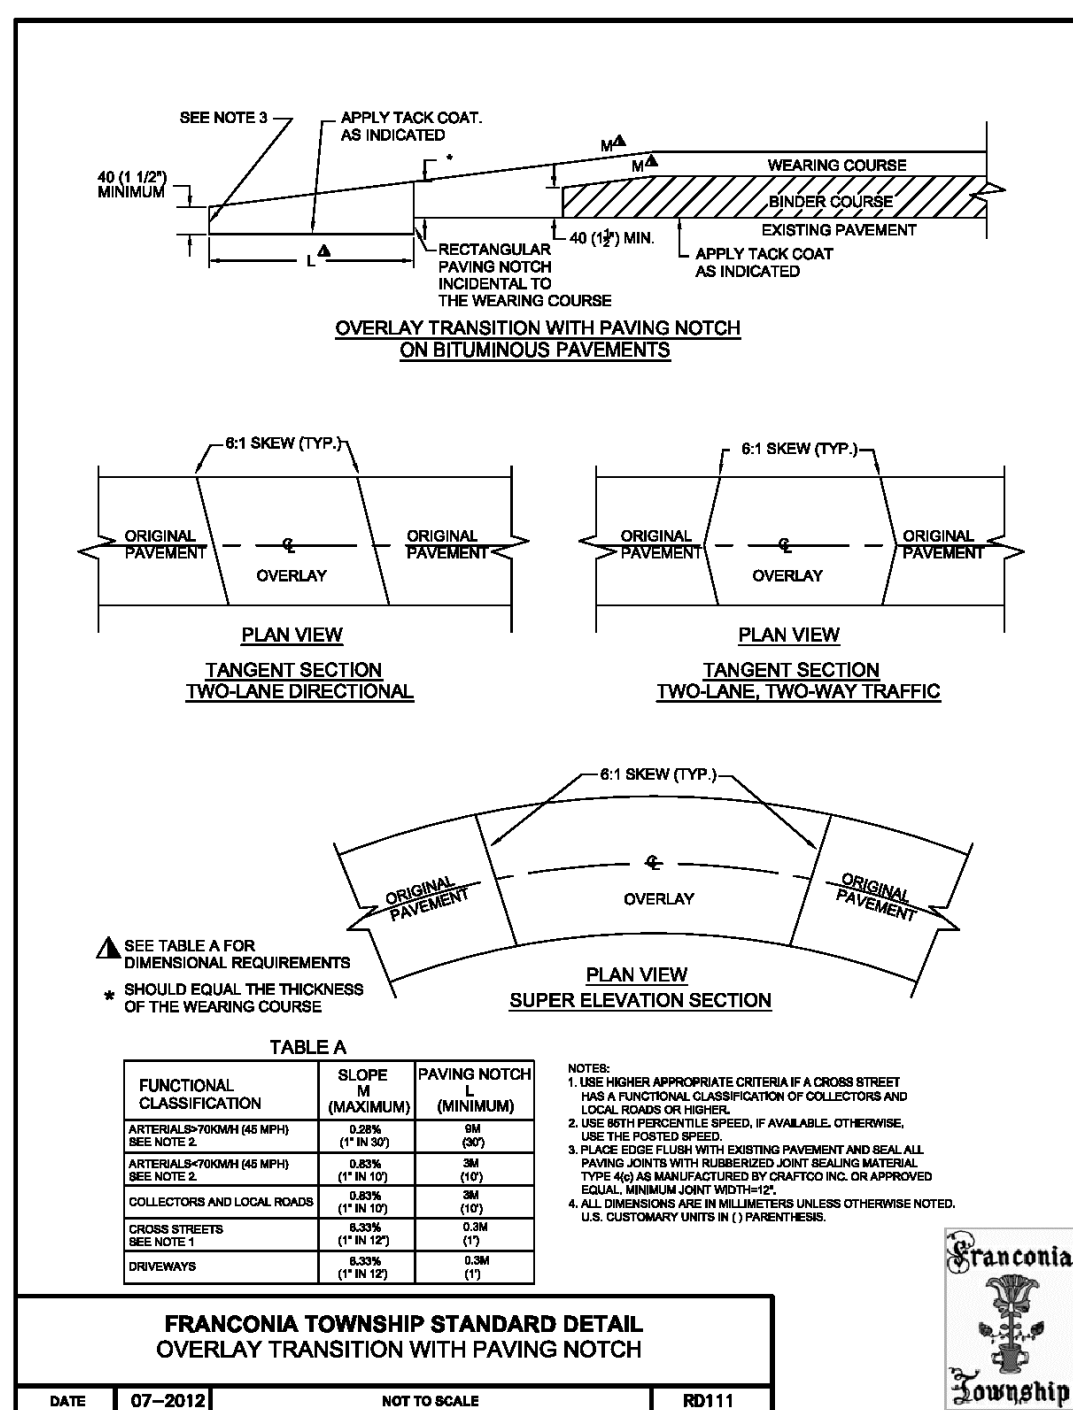 SEE NOTE 3
APPLY TACK COAT.
AS INDICATED
*
M
M
40 (1 1/2")
MINIMUM
WEARING COURSE
BINDER COURSE
EXISTING PAVEMENT
L
RECTANGULAR
PAVING NOTCH
INCIDENTAL TO
THE WEARING COURSE
40 (1 1/2") MIN.
APPLY TACK COAT
AS INDICATED
OVERLAY TRANSITION WITH PAVING NOTCH
ON BITUMINOUS PAVEMENTS
6:1 SKEW (TYP.)
ORIGINAL
PAVEMENT
℄
OVERLAY
ORIGINAL
PAVEMENT
PLAN VIEW
TANGENT SECTION
TWO-LANE DIRECTIONAL
6:1 SKEW (TYP.)
ORIGINAL
PAVEMENT
℄
OVERLAY
ORIGINAL
PAVEMENT
PLAN VIEW
TANGENT SECTION
TWO-LANE, TWO-WAY TRAFFIC
6:1 SKEW (TYP.)
ORIGINAL
PAVEMENT
℄
OVERLAY
ORIGINAL
PAVEMENT
PLAN VIEW
SUPER ELEVATION SECTION
SEE TABLE A FOR
DIMENSIONAL REQUIREMENTS
* SHOULD EQUAL THE THICKNESS
OF THE WEARING COURSE
TABLE A
FUNCTIONAL
CLASSIFICATION
SLOPE
M
(MAXIMUM)
PAVING NOTCH
L
(MINIMUM)
ARTERIALS>70KM/H (45 MPH)
SEE NOTE 2.
0.28%
(1" IN 30')
9M
(30')
ARTERIALS<70KM/H (45 MPH)
SEE NOTE 2.
0.83%
(1" IN 10')
3M
(10')
COLLECTORS AND LOCAL ROADS
0.83%
(1" IN 10')
3M
(10')
CROSS STREETS
SEE NOTE 1
(1" IN 12")
0.3M
(1')
DRIVEWAYS
(1" IN 12')
0.3M
(1')
NOTES:
1. USE HIGHER APPROPRIATE CRITERIA IF A CROSS STREET
HAS A FUNCTIONAL CLASSIFICATION OF COLLECTORS AND
LOCAL ROADS OR HIGHER.
2. USE 85TH PERCENTILE SPEED, IF AVAILABLE. OTHERWISE,
USE THE POSTED SPEED.
3. PLACE EDGE FLUSH WITH EXISTING PAVEMENT AND SEAL ALL
PAVING JOINTS WITH RUBBERIZED JOINT SEALING MATERIAL
TYPE 4(c) AS MANUFACTURED BY CRAFTCO INC. OR APPROVED
EQUAL, MINIMUM JOINT WIDTH=12".
4. ALL DIMENSIONS ARE IN MILLIMETERS UNLESS OTHERWISE NOTED.
U.S. CUSTOMARY UNITS IN ( ) PARENTHESIS.
FRANCONIA TOWNSHIP STANDARD DETAIL
OVERLAY TRANSITION WITH PAVING NOTCH
DATE
07-2012
NOT TO SCALE
RD111
Franconia
Township